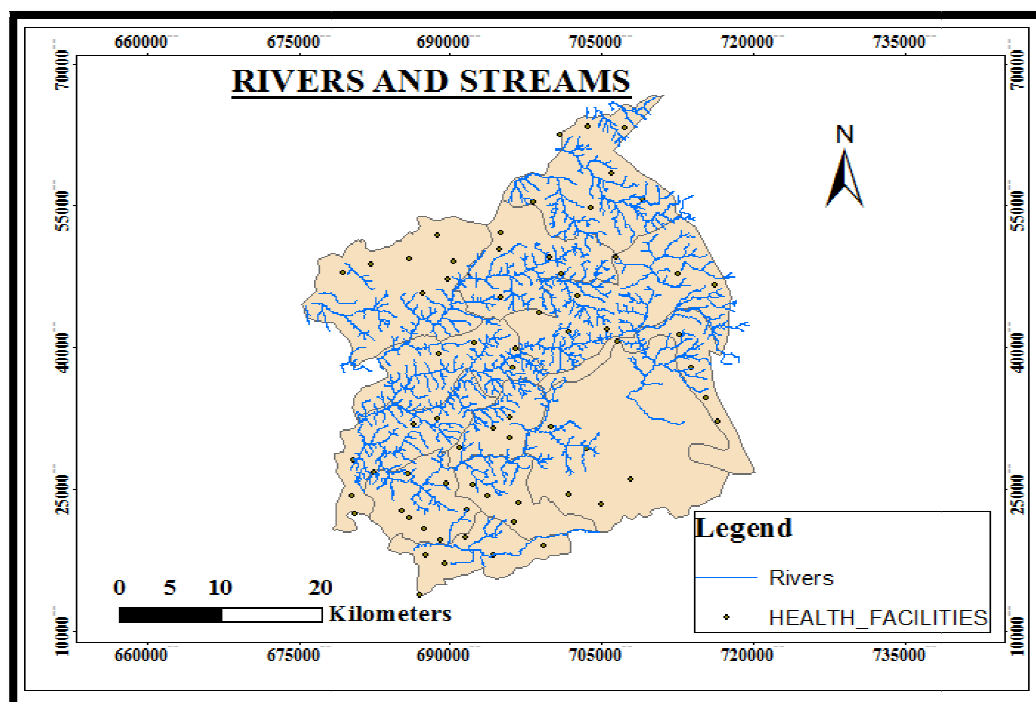 660000 675000 690000 705000 720000 735000
70000 70000
RIVERS AND STREAMS
N
55000 55000
40000 40000
25000 25000
Legend
Rivers
HEALTH_FACILITIES
0 5 10 20
Kilometers
10000 10000
660000 675000 690000 705000 720000 735000